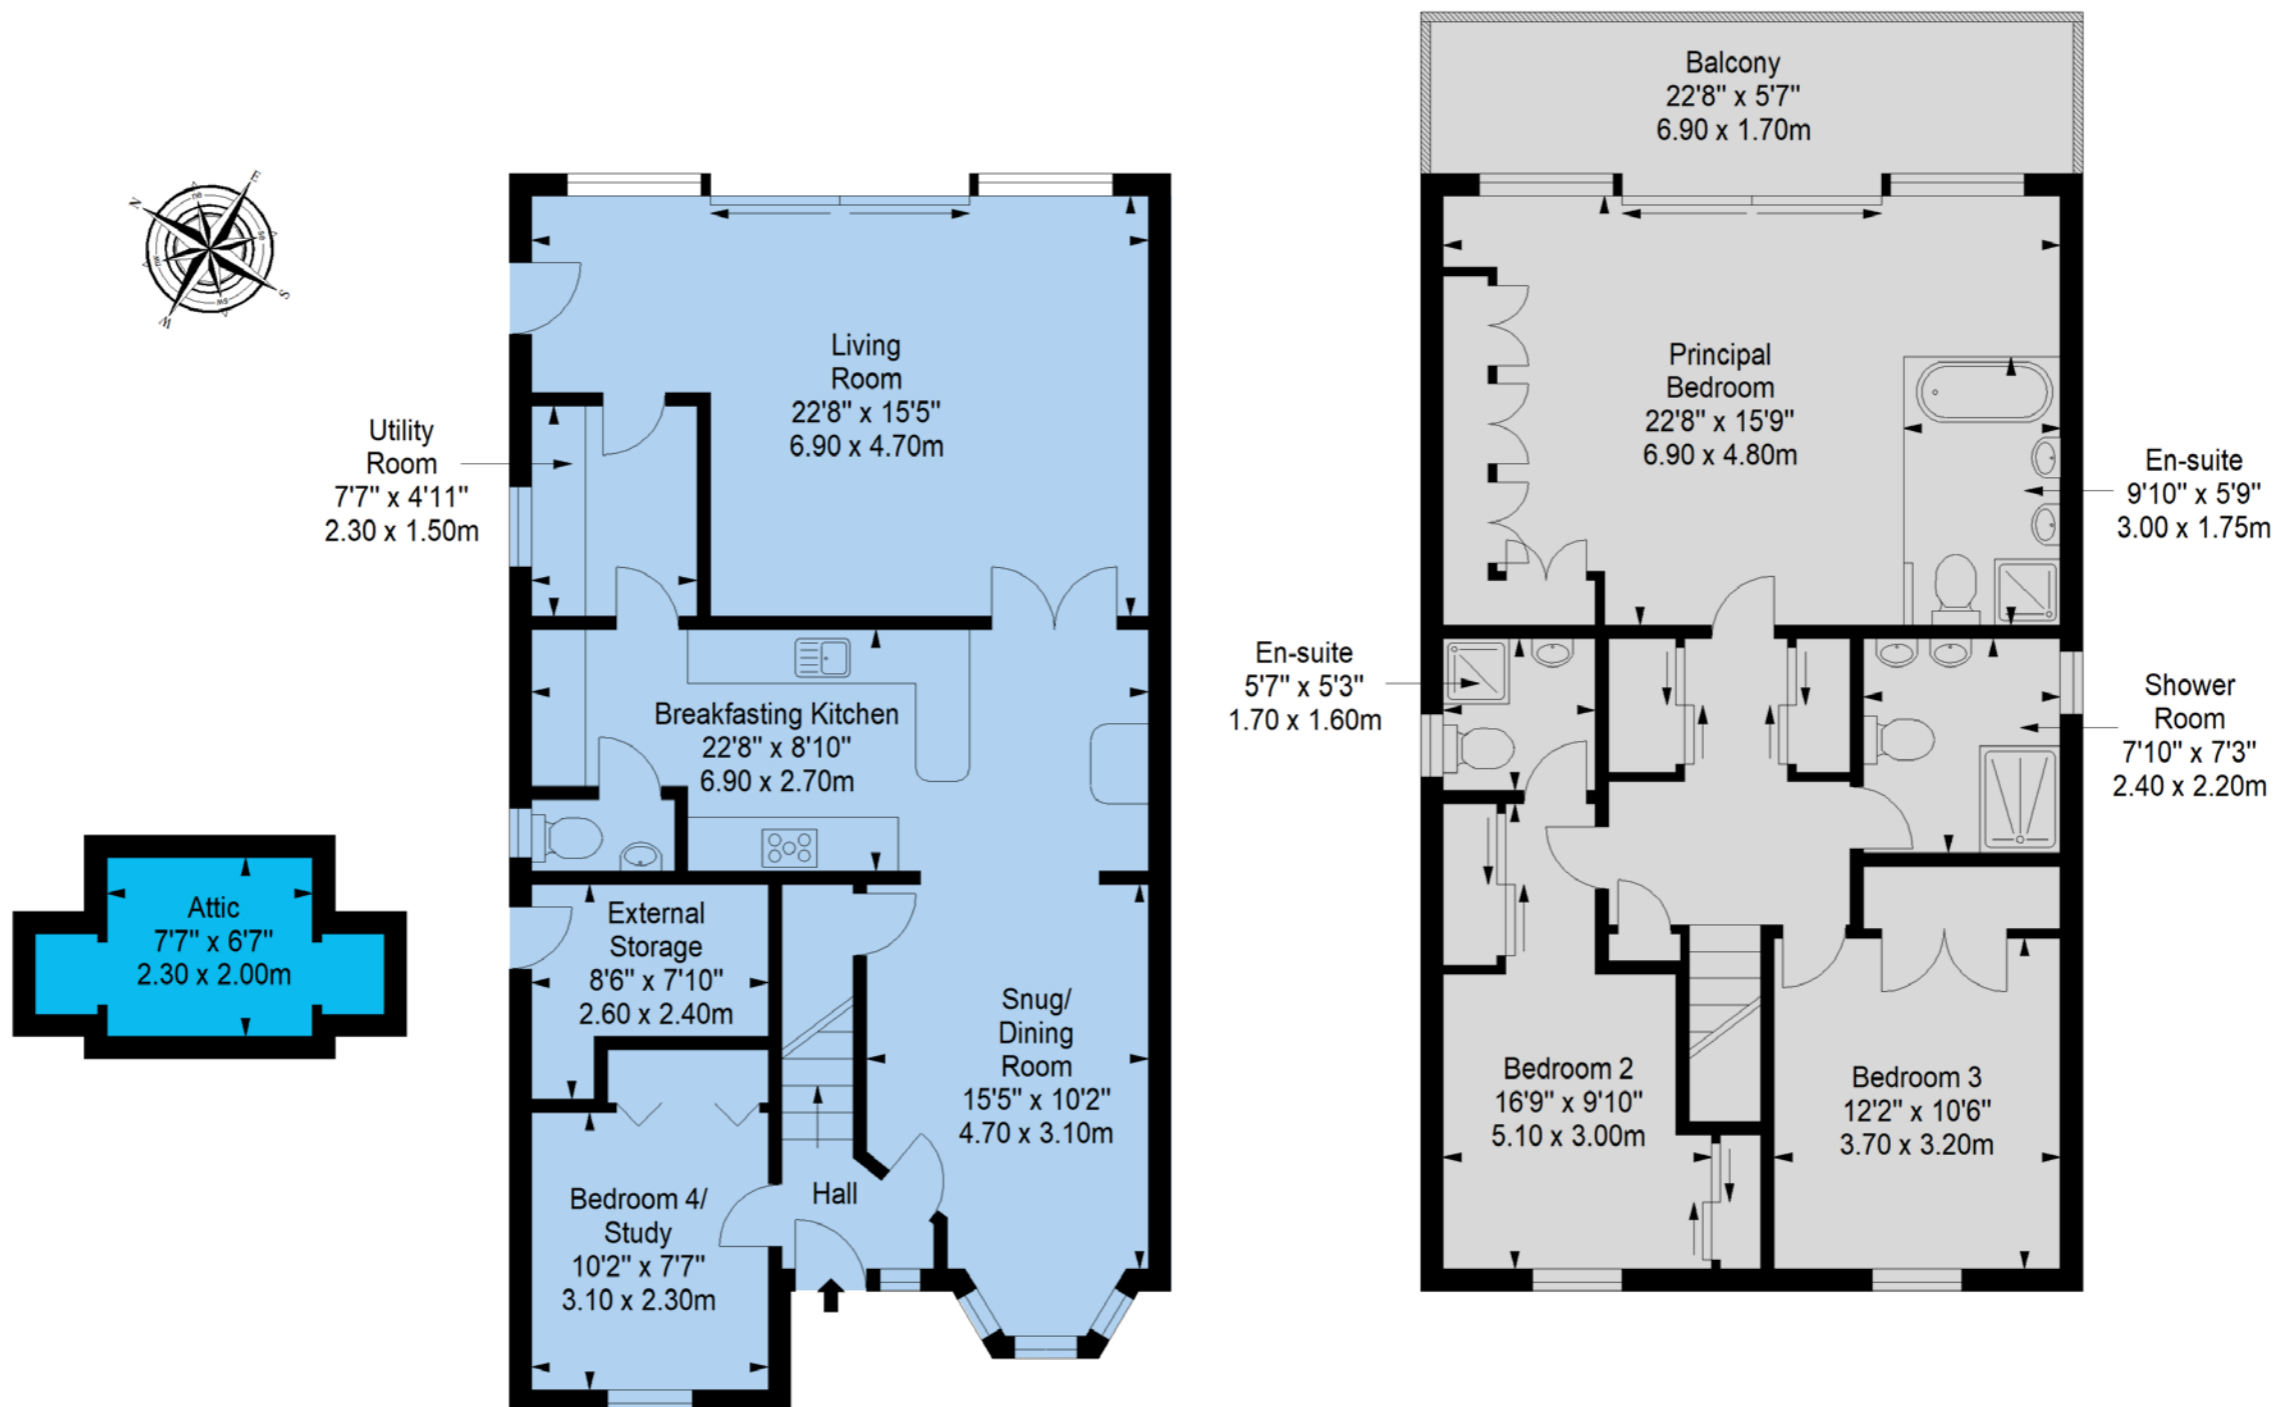 Balcony
22'8" x 5'7"
6.90 x 1.70m
N
E
S
W
ne
se
sw
nw
Living
Room
22'8" x 15'5"
6.90 x 4.70m
Utility
Room
7'7" x 4'11"
2.30 x 1.50m
Breakfasting Kitchen
22'8" x 8'10"
6.90 x 2.70m
Attic
7'7" x 6'7"
2.30 x 2.00m
External
Storage
8'6" x 7'10"
2.60 x 2.40m
Snug/
Dining
Room
15'5" x 10'2"
4.70 x 3.10m
Hall
Bedroom 4/
Study
10'2" x 7'7"
3.10 x 2.30m
Principal
Bedroom
22'8" x 15'9"
6.90 x 4.80m
En-suite
9'10" x 5'9"
3.00 x 1.75m
En-suite
5'7" x 5'3"
1.70 x 1.60m
Shower
Room
7'10" x 7'3"
2.40 x 2.20m
Bedroom 2
16'9" x 9'10"
5.10 x 3.00m
Bedroom 3
12'2" x 10'6"
3.70 x 3.20m